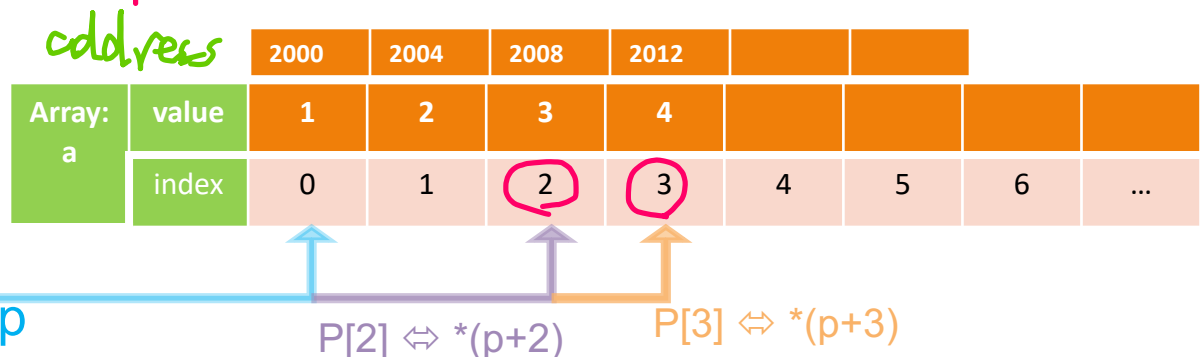 address
2000 2004 2008 2012
Array: a value 1 2 3 4
index 0 1 2 3 4 5 6 ...
p
P[2] ⇔ *(p+2) P[3] ⇔ *(p+3)